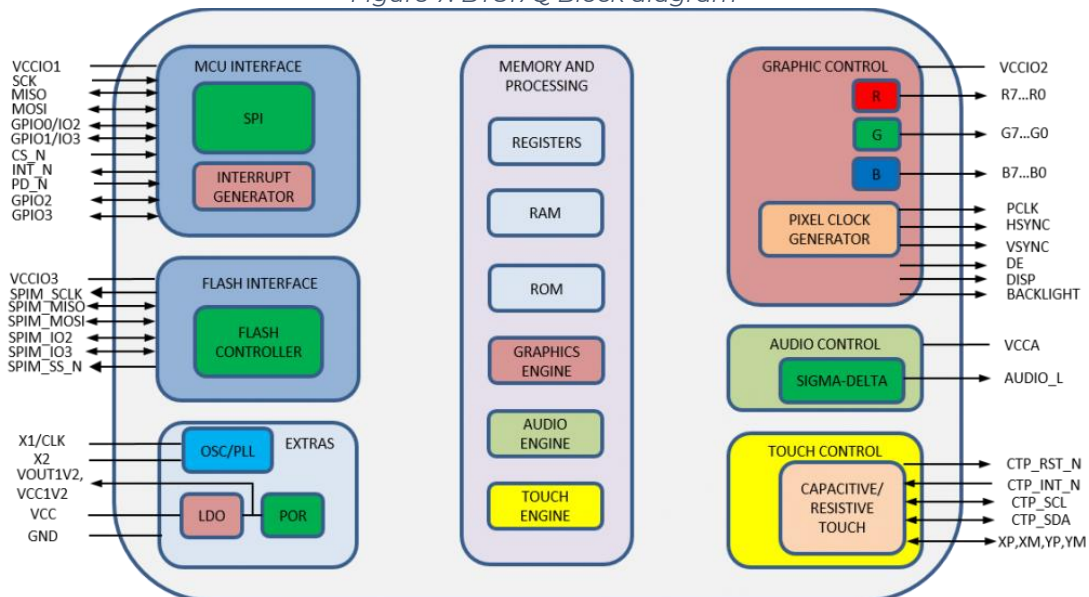 Figure Block diagram
VCCIO1
SCK
MISO
MOSI
GPIO0/IO2
GPIO1/IO3
CS_N
INT_N
PD_N
GPIO2
GPIO3
MCU INTERFACE
SPI
INTERRUPT
GENERATOR
VCCIO3
SPIM_SCLK
SPIM_MISO
SPIM_MOSI
SPIM_IO2
SPIM_IO3
SPIM_SS_N
FLASH INTERFACE
FLASH
CONTROLLER
X1/CLK
X2
VOUT1V2,
VCC1V2
VCC
GND
OSC/PLL
EXTRAS
LDO
POR
MEMORY AND
PROCESSING
REGISTERS
RAM
ROM
GRAPHICS
ENGINE
AUDIO
ENGINE
TOUCH
ENGINE
GRAPHIC CONTROL
R
G
B
PIXEL CLOCK
GENERATOR
VCCIO2
R7...R0
G7...G0
B7...B0
PCLK
HSYNC
VSYNC
DE
DISP
BACKLIGHT
AUDIO CONTROL
SIGMA-DELTA
VCCA
AUDIO_L
TOUCH CONTROL
CAPACITIVE/
RESISTIVE
TOUCH
CTP_RST_N
CTP_INT_N
CTP_SCL
CTP_SDA
XP,XM,YP,YM